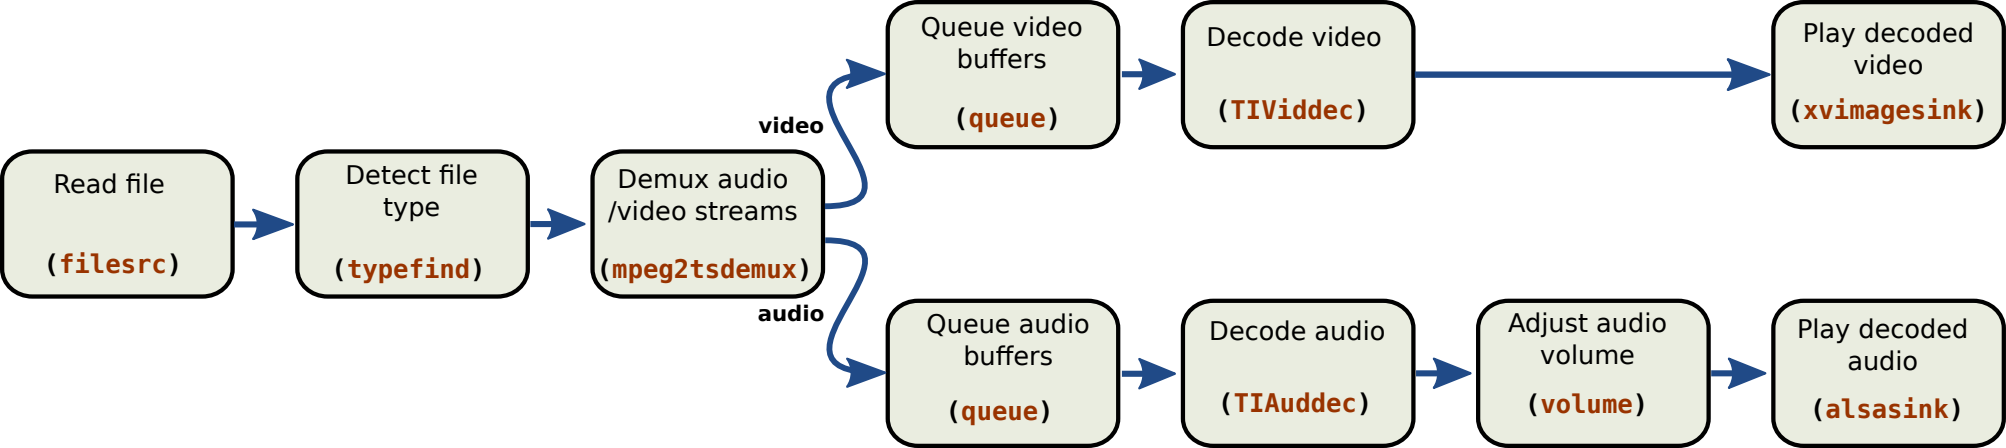 Read file
(filesrc)
Detect file
type
(typefind)
Demux audio
/video streams
(mpeg2tsdemux)
video
Queue video
buffers
(queue)
Decode video
(TIViddec)
Play decoded
video
(xvimagesink)
audio
Queue audio
buffers
(queue)
Decode audio
(TIAuddec)
Adjust audio
volume
(volume)
Play decoded
audio
(alsasink)